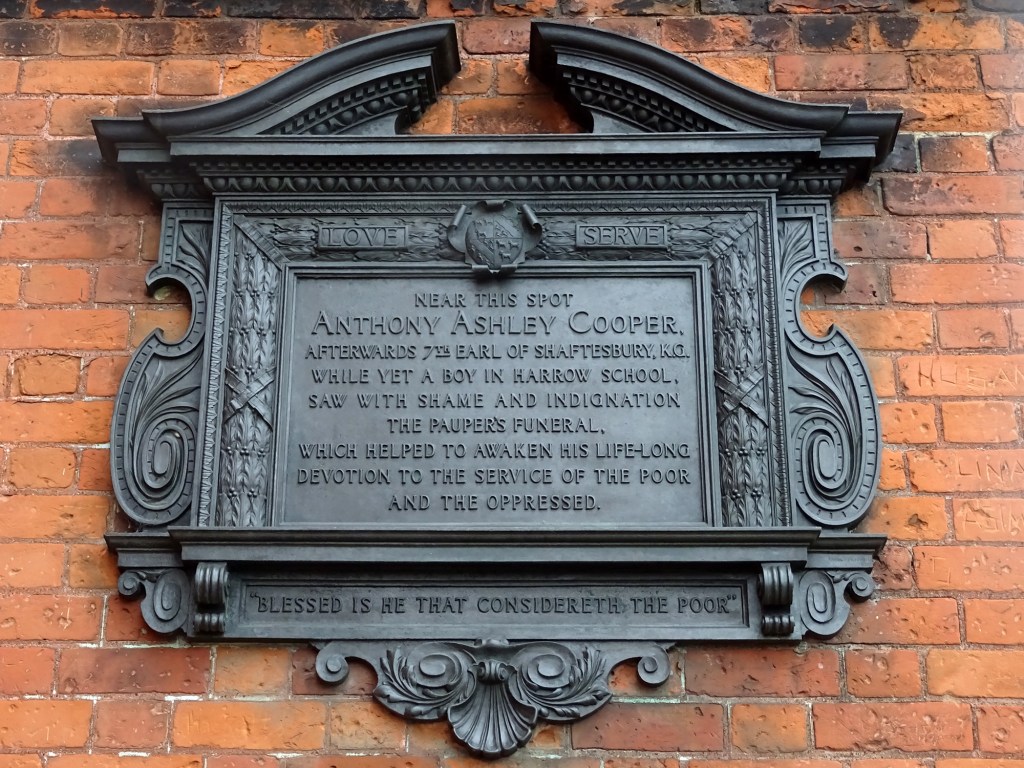 LOVE SERVE
NEAR THIS SPOT
ANTHONY ASHLEY COOPER,
AFTERWARDS 7TH EARL OF SHAFTESBURY, K.G.
WHILE YET A BOY IN HARROW SCHOOL,
SAW WITH SHAME AND INDIGNATION
THE PAUPER'S FUNERAL,
WHICH HELPED TO AWAKEN HIS LIFE-LONG
DEVOTION TO THE SERVICE OF THE POOR
AND THE OPPRESSED.
"BLESSED IS HE THAT CONSIDERETH THE POOR"